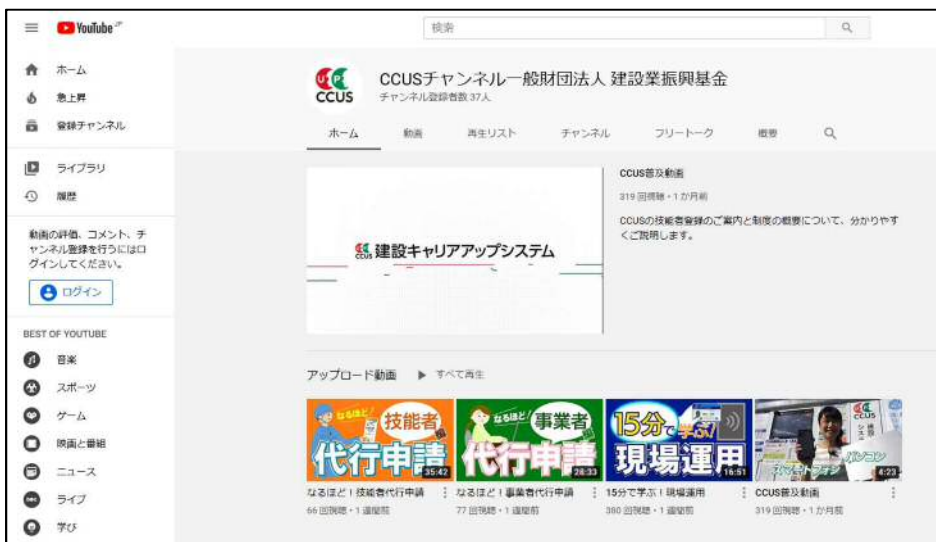 YouTube JP
検索
ホーム
急上昇
登録チャンネル
ライブラリ
履歴
動画の評価、コメント、チ
ャンネル登録を行うにはロ
グインしてください。
ログイン
BEST OF YOUTUBE
音楽
スポーツ
ゲーム
映画と番組
ニュース
ライブ
学び
CCUS
CCUSチャンネル一般財団法人 建設業振興基金
チャンネル登録者数 37人
ホーム 動画 再生リスト チャンネル フリートーク 概要
CCUS 建設キャリアアップシステム
CCUS普及動画
319 回視聴・1 か月前
CCUSの技能者登録のご案内と制度の概要について、分かりやす
くご説明します。
アップロード動画 ▶ すべて再生
なるほど! 技能者
代行申請
35:42
なるほど! 事業者
代行申請
28:33
15分で学ぶ!
現場運用
16:51
CCUS
スマートフォン
パソコン
4:23
なるほど！技能者代行申請
66 回視聴・1 週間前
なるほど！事業者代行申請
77 回視聴・1 週間前
15分で学ぶ！現場運用
380 回視聴・1 週間前
CCUS普及動画
319 回視聴・1 か月前